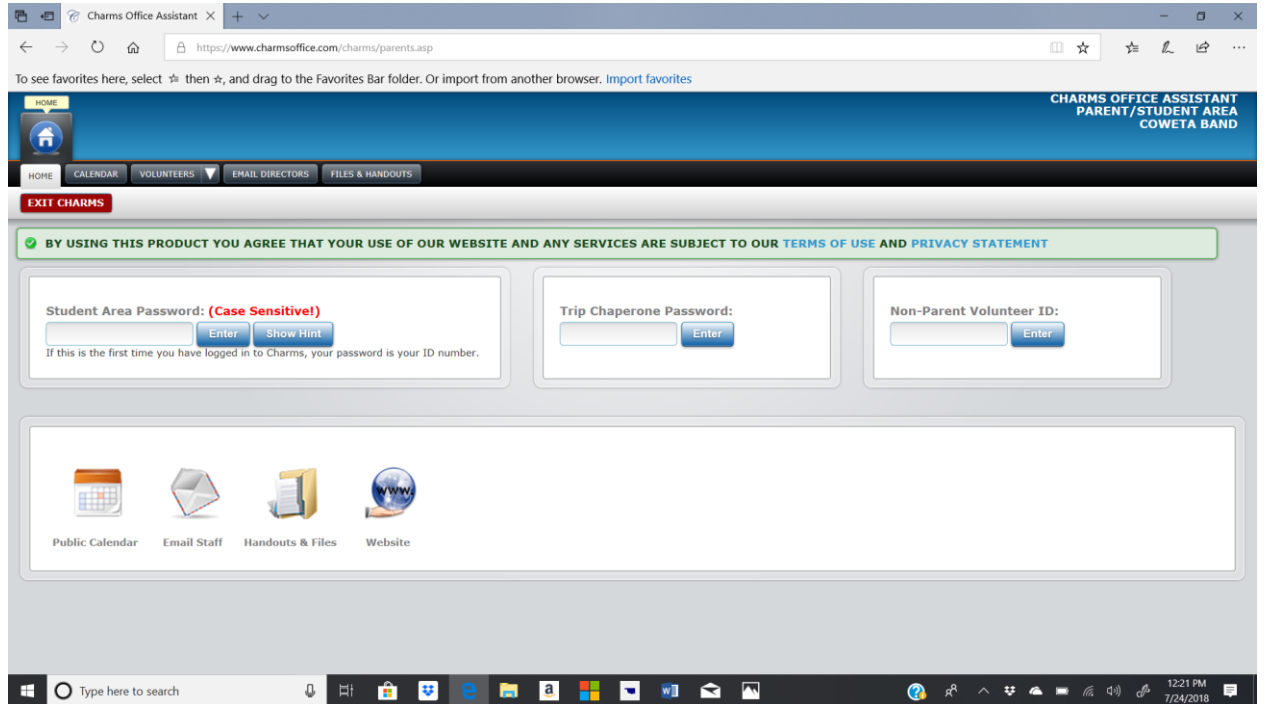 Charms Office Assistant
https://www.charmsoffice.com/charms/parents.asp
To see favorites here, select then , and drag to the Favorites Bar folder. Or import from another browser. Import favorites
HOME
CHARMS OFFICE ASSISTANT
PARENT/STUDENT AREA
COWETA BAND
HOME CALENDAR VOLUNTEERS EMAIL DIRECTORS FILES & HANDOUTS
EXIT CHARMS
BY USING THIS PRODUCT YOU AGREE THAT YOUR USE OF OUR WEBSITE AND ANY SERVICES ARE SUBJECT TO OUR TERMS OF USE AND PRIVACY STATEMENT
Student Area Password: (Case Sensitive!)
Enter Show Hint
If this is the first time you have logged in to Charms, your password is your ID number.
Trip Chaperone Password:
Enter
Non-Parent Volunteer ID:
Enter
www.
Public Calendar Email Staff Handouts & Files Website
Type here to search
12:21 PM
7/24/2018